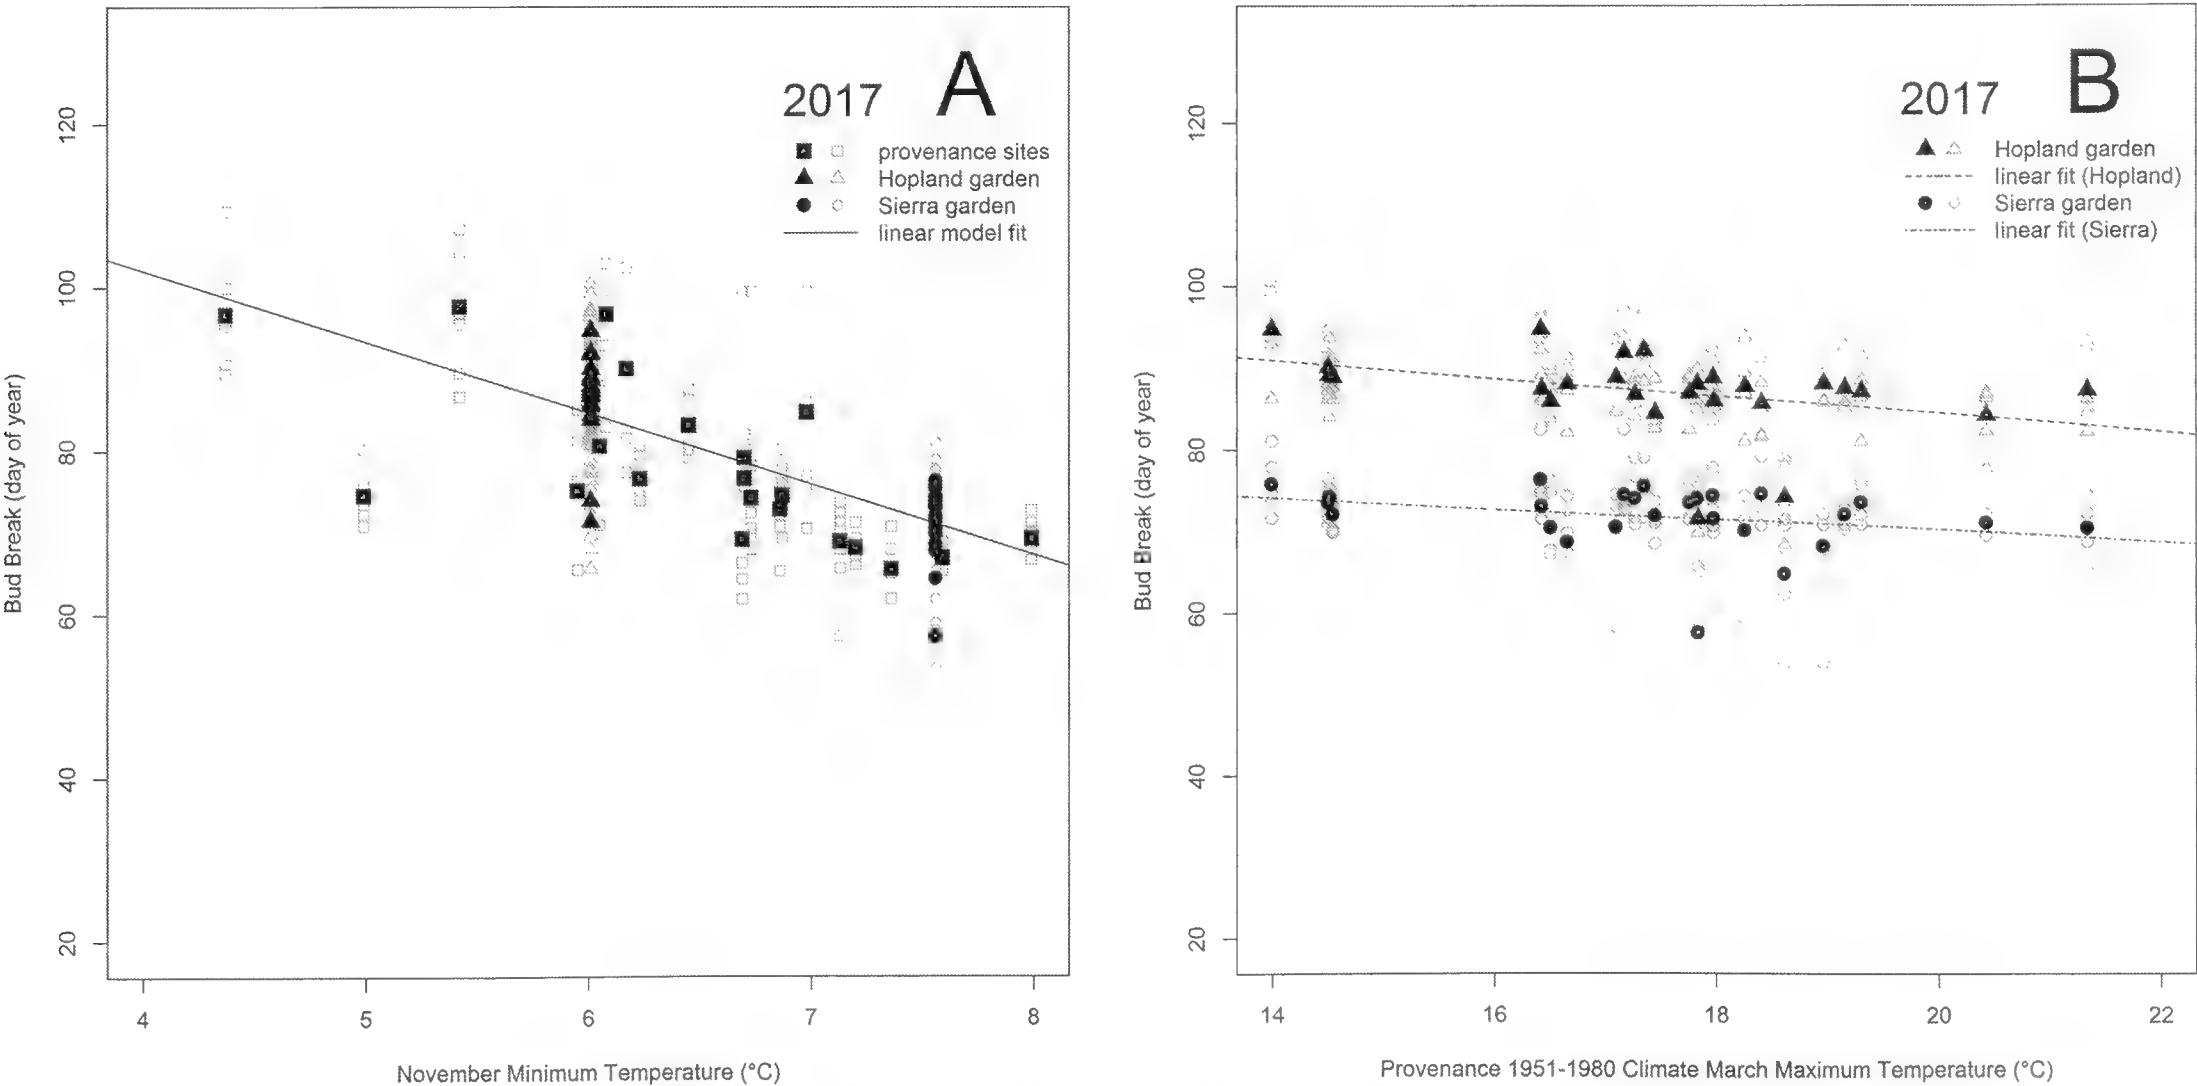 2017 A
provenance sites
Hopland garden
Sierra garden
linear model fit
120
100
80
60
40
20
Bud Break (day of year)
4 5 6 7 8
November Minimum Temperature (°C)
2017 B
Hopland garden
linear fit (Hopland)
Sierra garden
linear fit (Sierra)
120
100
80
60
40
20
Bud Break (day of year)
14 16 18 20 22
Provenance 1951-1980 Climate March Maximum Temperature (°C)